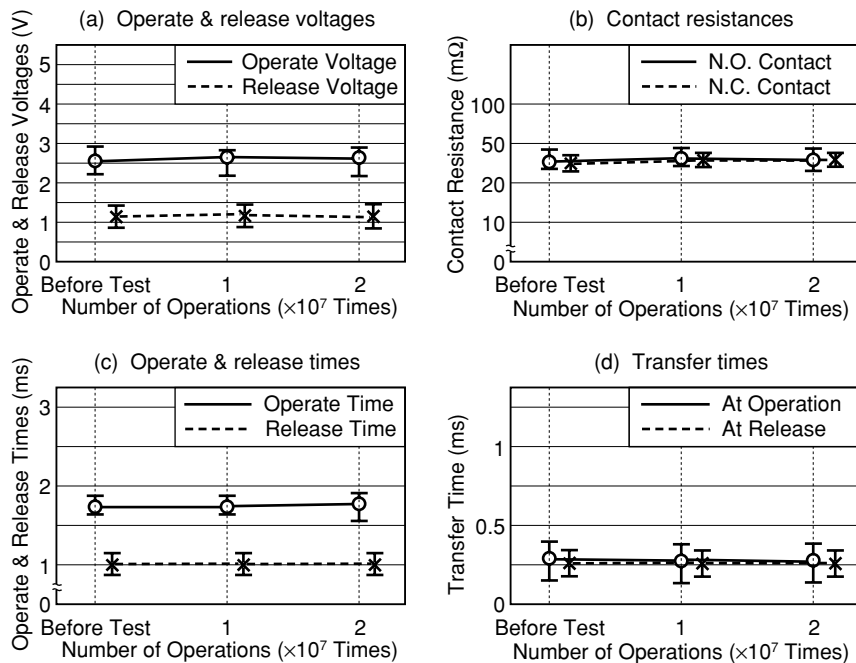 (a) Operate & release voltages
Operate & Release Voltages (V)
5
4
3
2
1
0
Operate Voltage
Release Voltage
Before Test 1 2
Number of Operations (×10⁷ Times)
(b) Contact resistances
Contact Resistance (mΩ)
100
50
20
10
0
N.O. Contact
N.C. Contact
Before Test 1 2
Number of Operations (×10⁷ Times)
(c) Operate & release times
Operate & Release Times (ms)
3
2
1
0
Operate Time
Release Time
Before Test 1 2
Number of Operations (×10⁷ Times)
(d) Transfer times
Transfer Time (ms)
1
0.5
0
At Operation
At Release
Before Test 1 2
Number of Operations (×10⁷ Times)